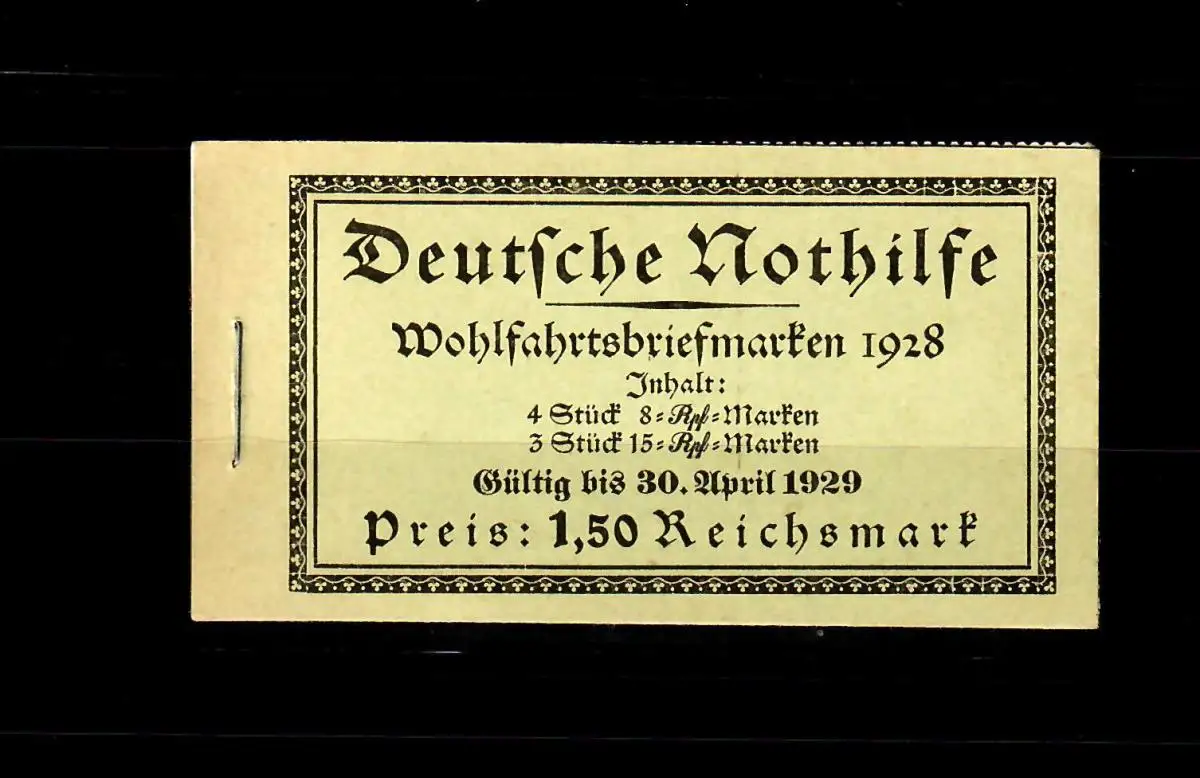 Deutſche Nothilfe
Wohlfahrtsbriefmarken 1928
Inhalt:
4 Stück 8=Rpf=Marken
3 Stück 15=Rpf=Marken
Gültig bis 30. April 1929
Preis: 1,50 Reichsmark